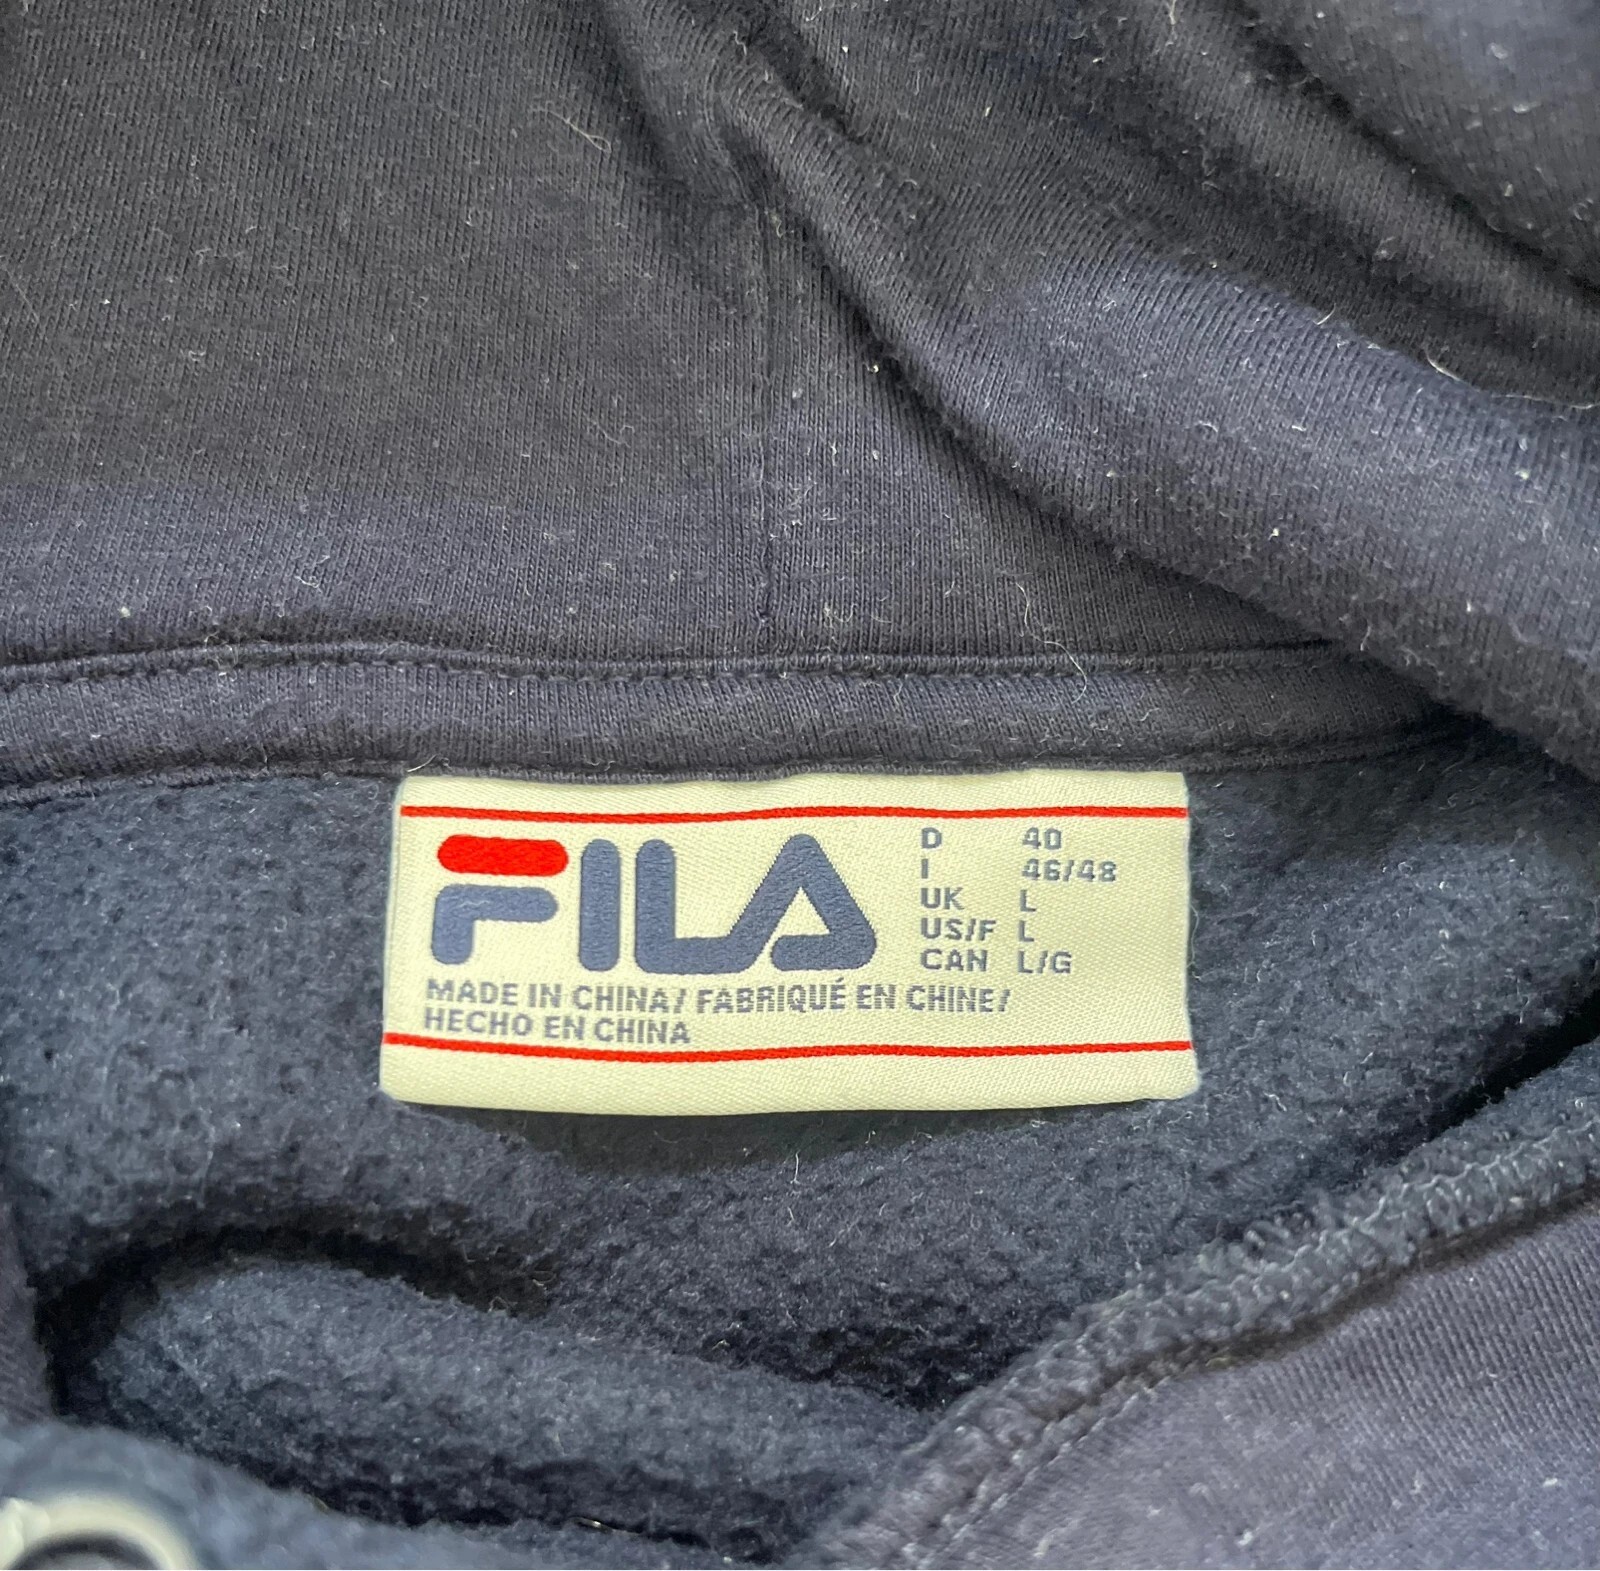 FILA
D 40
I 46/48
UK L
US/F L
CAN L/G
MADE IN CHINA/ FABRIQUÉ EN CHINE/
HECHO EN CHINA